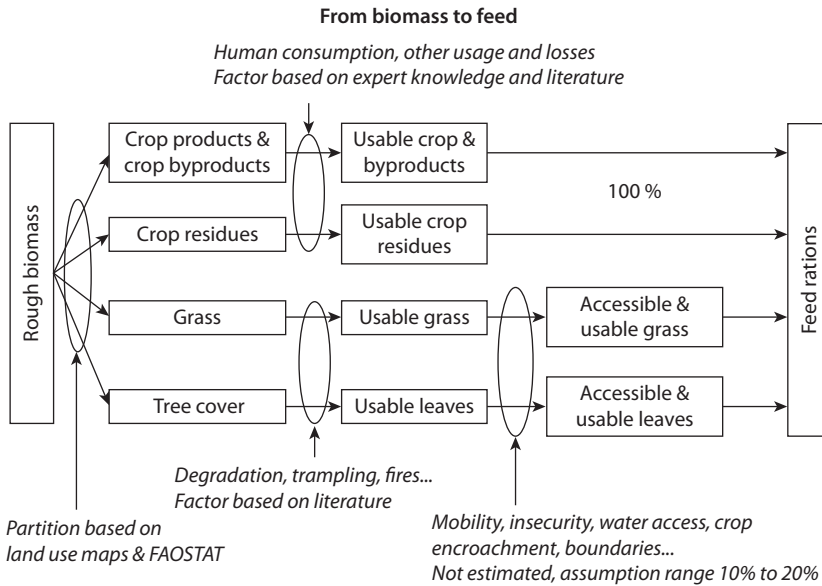 From biomass to feed
Human consumption, other usage and losses
Factor based on expert knowledge and literature
Rough biomass
Crop products &
crop byproducts
Usable crop &
byproducts
100 %
Crop residues
Usable crop
residues
Grass
Usable grass
Accessible &
usable grass
Tree cover
Usable leaves
Accessible &
usable leaves
Feed rations
Degradation, trampling, fires...
Factor based on literature
Partition based on
land use maps & FAOSTAT
Mobility, insecurity, water access, crop
encroachment, boundaries...
Not estimated, assumption range 10% to 20%